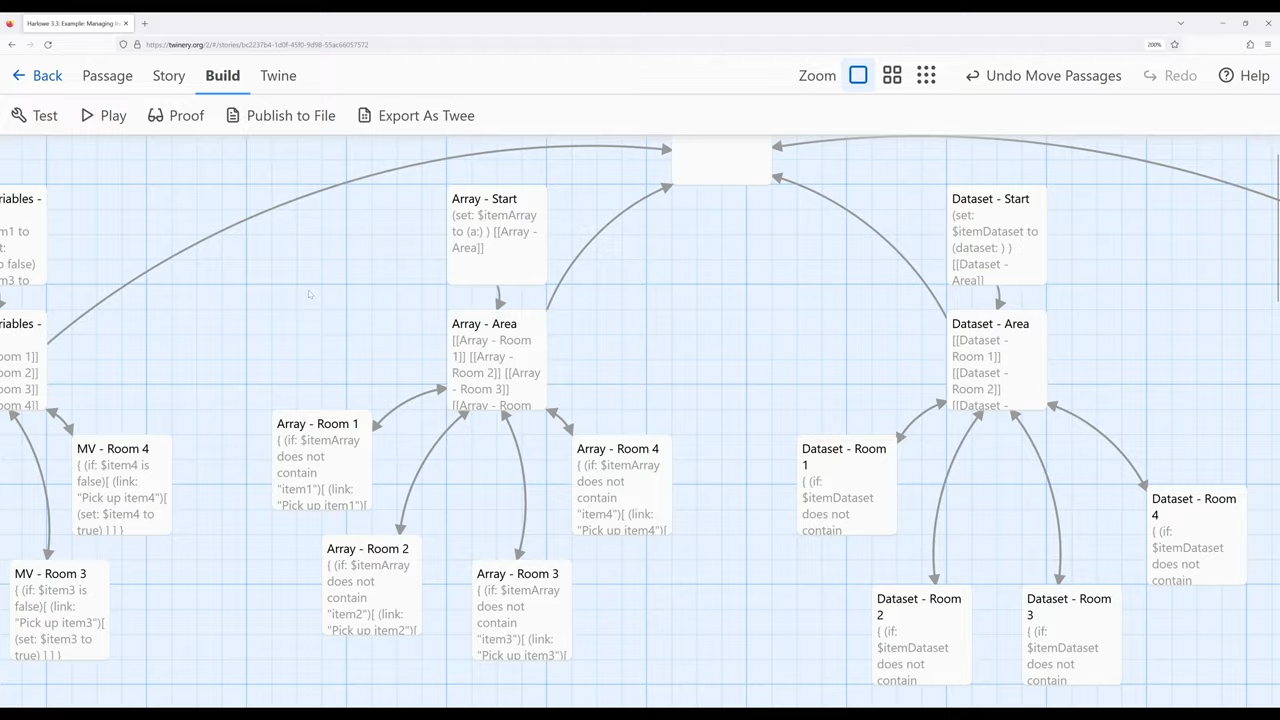 Harlowe 3.3: Example: Managing In
https://twinery.org/2/#/stories/bc2237b4-1d0f-45f0-9d98-55ac66057572
200%
Back
Passage
Story
Build
Twine
Zoom
Undo Move Passages
Redo
Help
Test
Play
Proof
Publish to File
Export As Twee
riables -
m1 to
t:
o false)
m3 to
Array - Start
(set: $itemArray
to (a:) ) [[Array -
Area]]
Dataset - Start
(set:
$itemDataset to
(dataset: ) )
[[Dataset -
Area]]
riables -
oom 1]]
oom 2]]
oom 3]]
oom 4]]
Array - Area
[[Array - Room
1]] [[Array -
Room 2]] [[Array
- Room 3]]
[[Array - Room
Dataset - Area
[[Dataset -
Room 1]]
[[Dataset -
Room 2]]
[[Dataset -
MV - Room 4
{ (if: $item4 is
false)[ (link:
"Pick up item4")[
(set: $item4 to
true) ] ] }
Array - Room 1
{ (if: $itemArray
does not
contain
"item1")[ (link:
"Pick up item1")[
Array - Room 4
{ (if: $itemArray
does not
contain
"item4")[ (link:
"Pick up item4")[
Dataset - Room
1
{ (if:
$itemDataset
does not
contain
Dataset - Room
4
{ (if:
$itemDataset
does not
contain
MV - Room 3
{ (if: $item3 is
false)[ (link:
"Pick up item3")[
(set: $item3 to
true) ] ] }
Array - Room 2
{ (if: $itemArray
does not
contain
"item2")[ (link:
"Pick up item2")[
Array - Room 3
{ (if: $itemArray
does not
contain
"item3")[ (link:
"Pick up item3")[
Dataset - Room
2
{ (if:
$itemDataset
does not
contain
Dataset - Room
3
{ (if:
$itemDataset
does not
contain